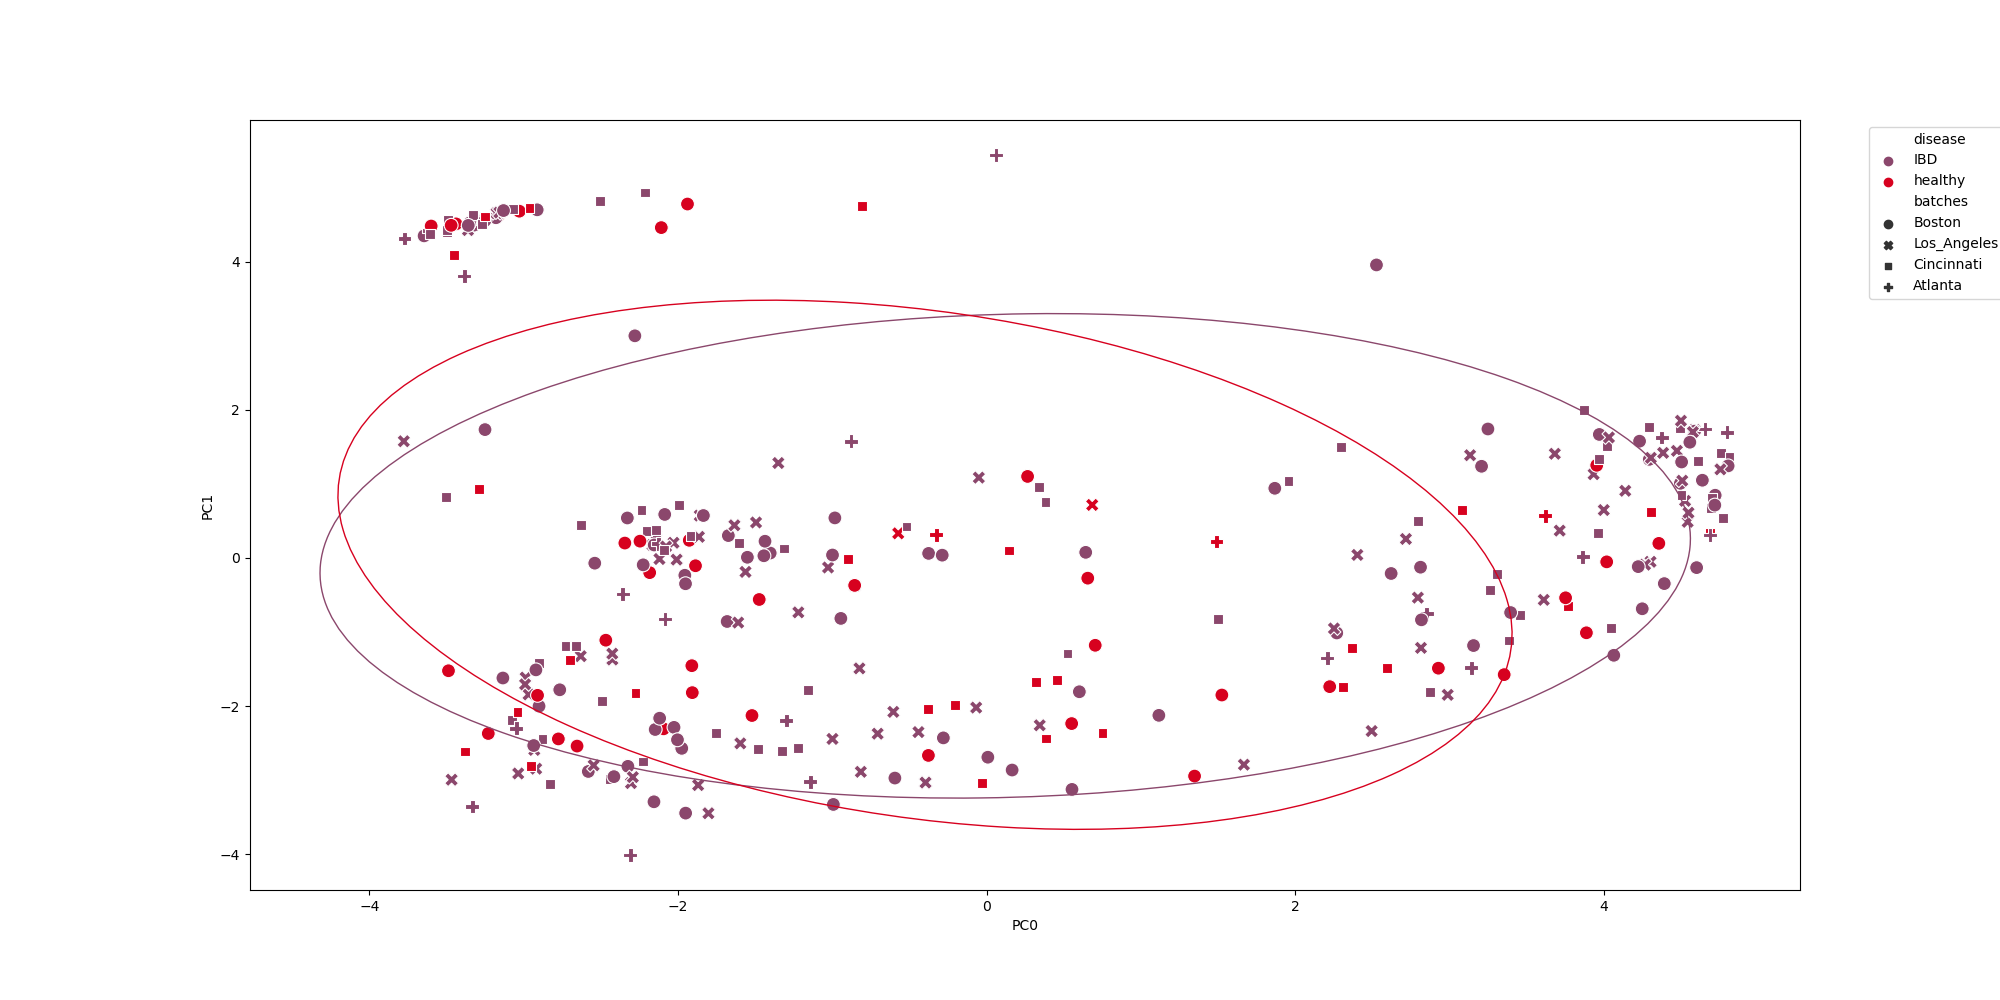 disease
IBD
healthy
batches
Boston
Los_Angeles
Cincinnati
Atlanta
4
2
0
−2
−4
PC1
−4
−2
0
2
4
PC0